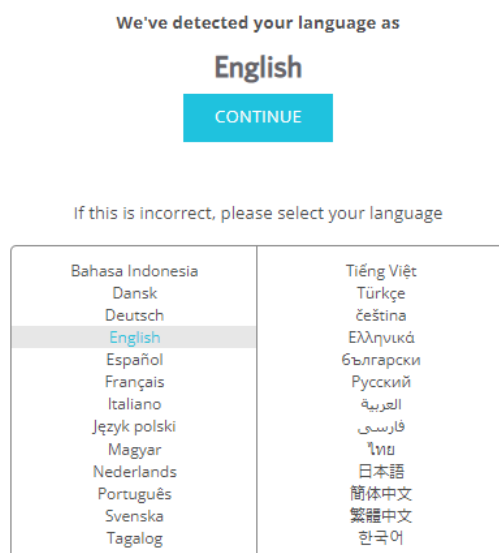 We've detected your language as
English
CONTINUE
If this is incorrect, please select your language
Bahasa Indonesia
Dansk
Deutsch
English
Español
Français
Italiano
Język polski
Magyar
Nederlands
Português
Svenska
Tagalog
Tiếng Việt
Türkçe
čeština
Ελληνικά
български
Русский
العربية
فارسی
ไทย
日本語
简体中文
繁體中文
한국어